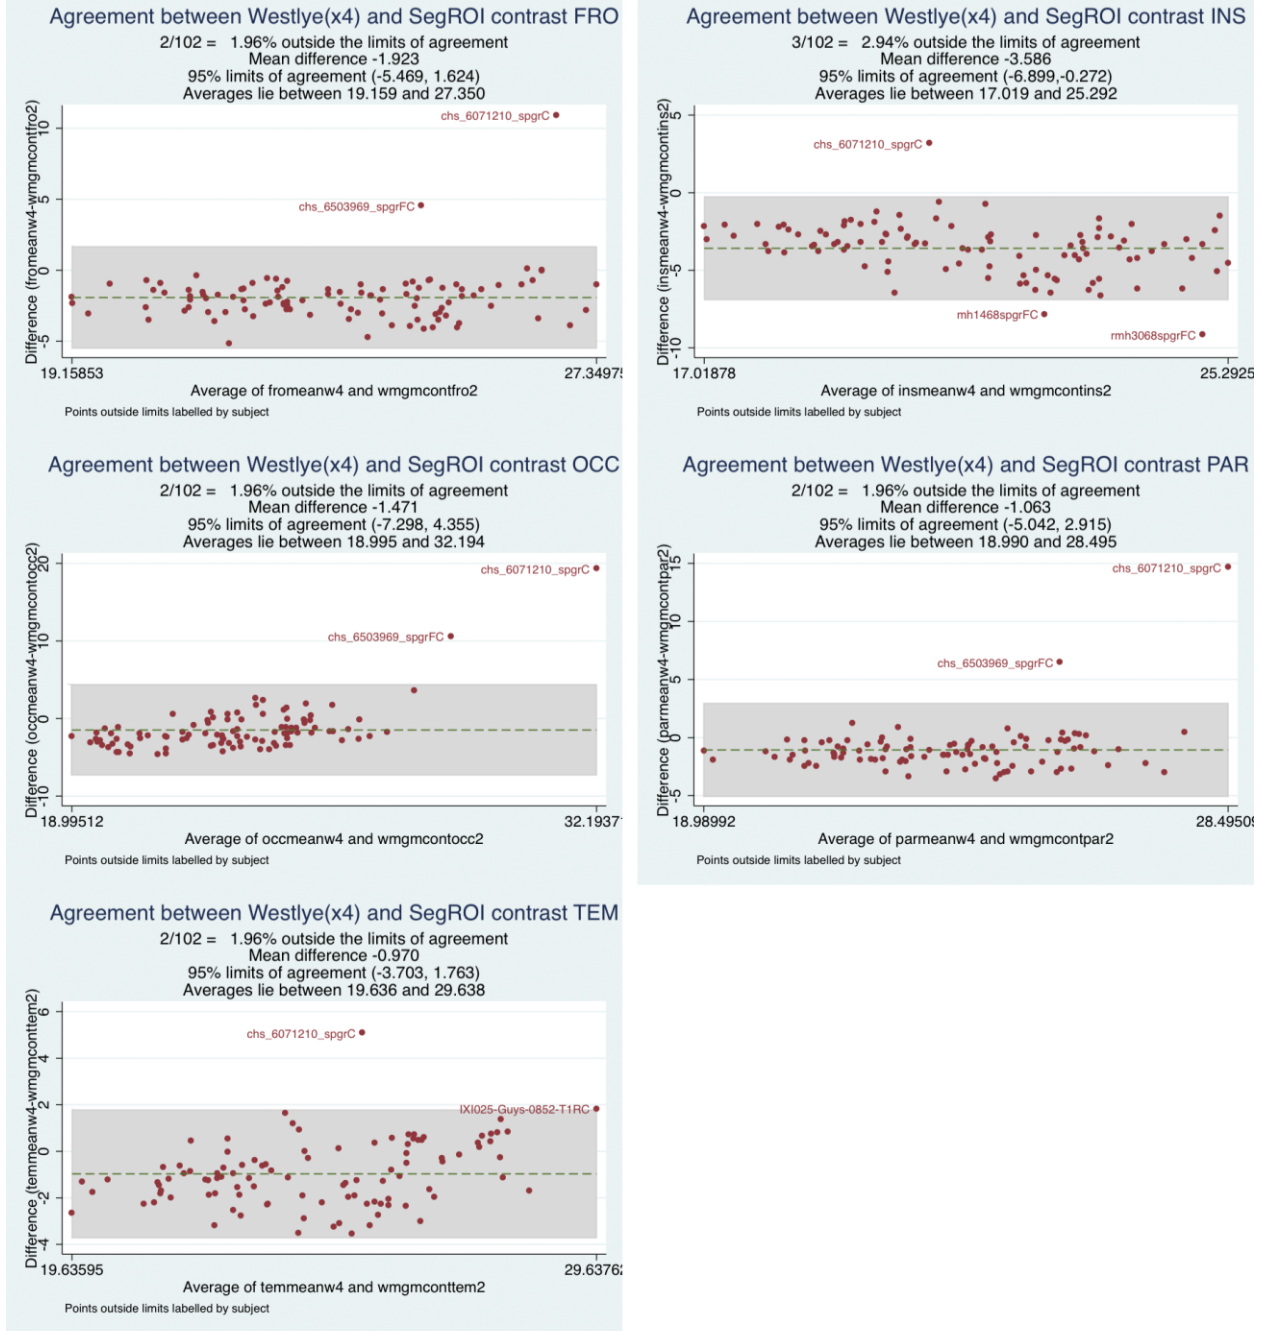 Agreement between Westlye(x4) and SegROI contrast FRO
2/102 = 1.96% outside the limits of agreement
Mean difference -1.923
95% limits of agreement (-5.469, 1.624)
Averages lie between 19.159 and 27.350
Difference (fromeanw4-wmgmcontfro2)
10
5
0
-5
chs_6071210_spgrC
chs_6503969_spgrFC
19.15853
27.34975
Average of fromeanw4 and wmgmcontfro2
Points outside limits labelled by subject
Agreement between Westlye(x4) and SegROI contrast INS
3/102 = 2.94% outside the limits of agreement
Mean difference -3.586
95% limits of agreement (-6.899,-0.272)
Averages lie between 17.019 and 25.292
Difference (insmeanw4-wmgmcontins2)
5
0
-5
-10
chs_6071210_spgrC
mh1468spgrFC
rmh3068spgrFC
17.01878
25.2925
Average of insmeanw4 and wmgmcontins2
Points outside limits labelled by subject
Agreement between Westlye(x4) and SegROI contrast OCC
2/102 = 1.96% outside the limits of agreement
Mean difference -1.471
95% limits of agreement (-7.298, 4.355)
Averages lie between 18.995 and 32.194
Difference (occmeanw4-wmgmcontocc2)
20
10
0
-10
chs_6071210_spgrC
chs_6503969_spgrFC
18.99512
32.1937
Average of occmeanw4 and wmgmcontocc2
Points outside limits labelled by subject
Agreement between Westlye(x4) and SegROI contrast PAR
2/102 = 1.96% outside the limits of agreement
Mean difference -1.063
95% limits of agreement (-5.042, 2.915)
Averages lie between 18.990 and 28.495
Difference (parmeanw4-wmgmcontpar2)
15
10
5
0
-5
chs_6071210_spgrC
chs_6503969_spgrFC
18.98992
28.49509
Average of parmeanw4 and wmgmcontpar2
Points outside limits labelled by subject
Agreement between Westlye(x4) and SegROI contrast TEM
2/102 = 1.96% outside the limits of agreement
Mean difference -0.970
95% limits of agreement (-3.703, 1.763)
Averages lie between 19.636 and 29.638
Difference (temmeanw4-wmgmconttem2)
6
4
2
0
-2
-4
chs_6071210_spgrC
IXI025-Guys-0852-T1RC
19.63595
29.63762
Average of temmeanw4 and wmgmconttem2
Points outside limits labelled by subject